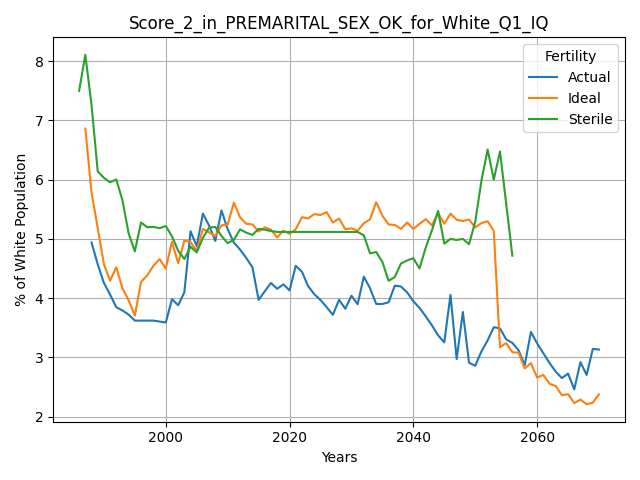 Score_2_in_PREMARITAL_SEX_OK_for_White_Q1_IQ
% of White Population
8
7
6
5
4
3
2
Fertility
Actual
Ideal
Sterile
2000
2020
2040
2060
Years